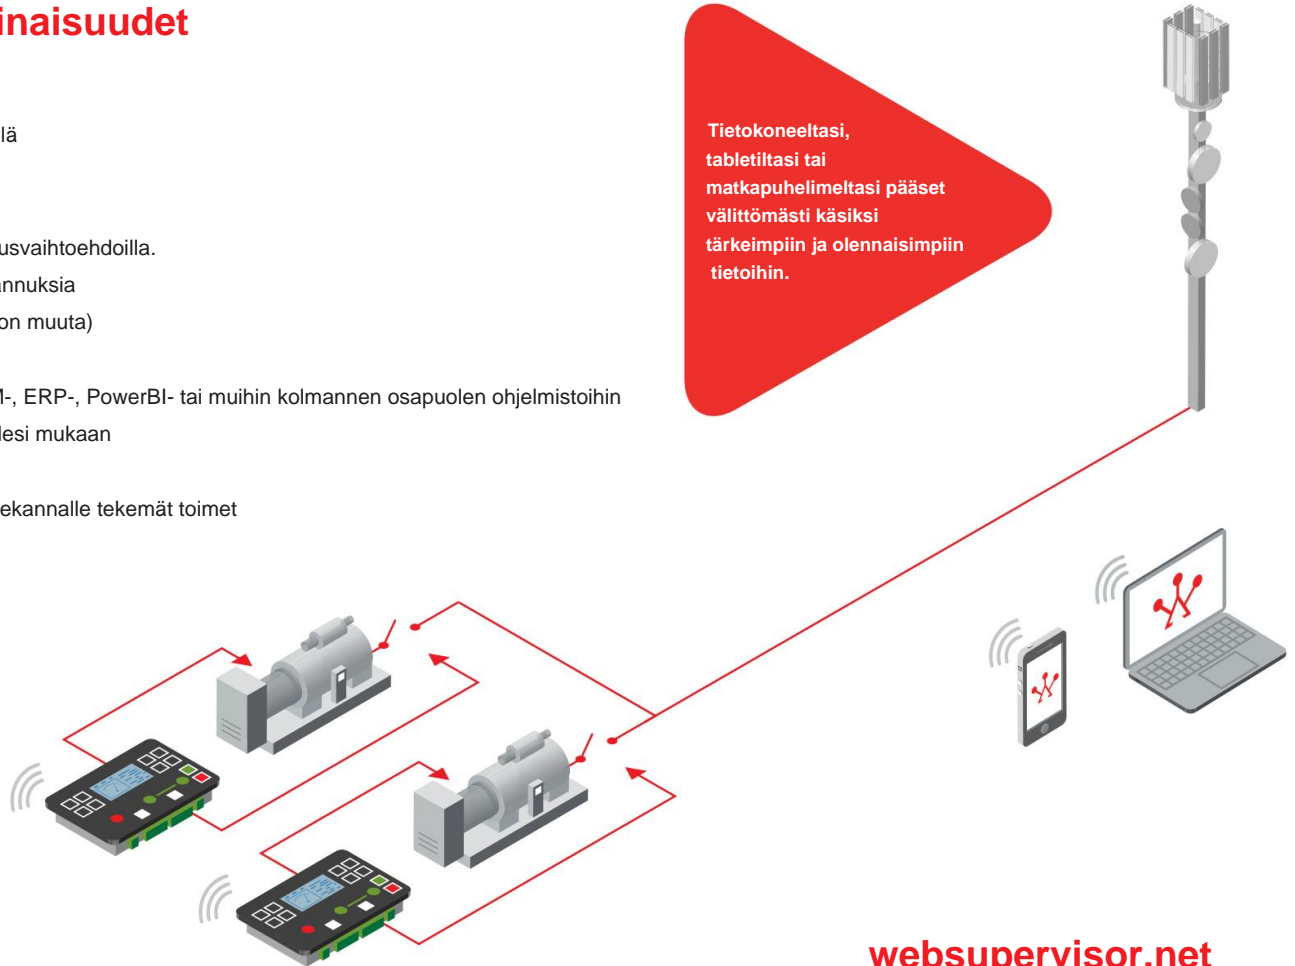 inaisuudet
lä
usvaihtoehdoilla.
annuksia
on muuta)
M-, ERP-, PowerBI- tai muihin kolmannen osapuolen ohjelmistoihin
lesi mukaan
ekannalle tekemät toimet
Tietokoneeltasi,
tabletiltasi tai
matkapuhelimeltasi pääset
välittömästi käsiksi
tärkeimpiin ja olennaisimpiin
tietoihin.
websupervisor.net